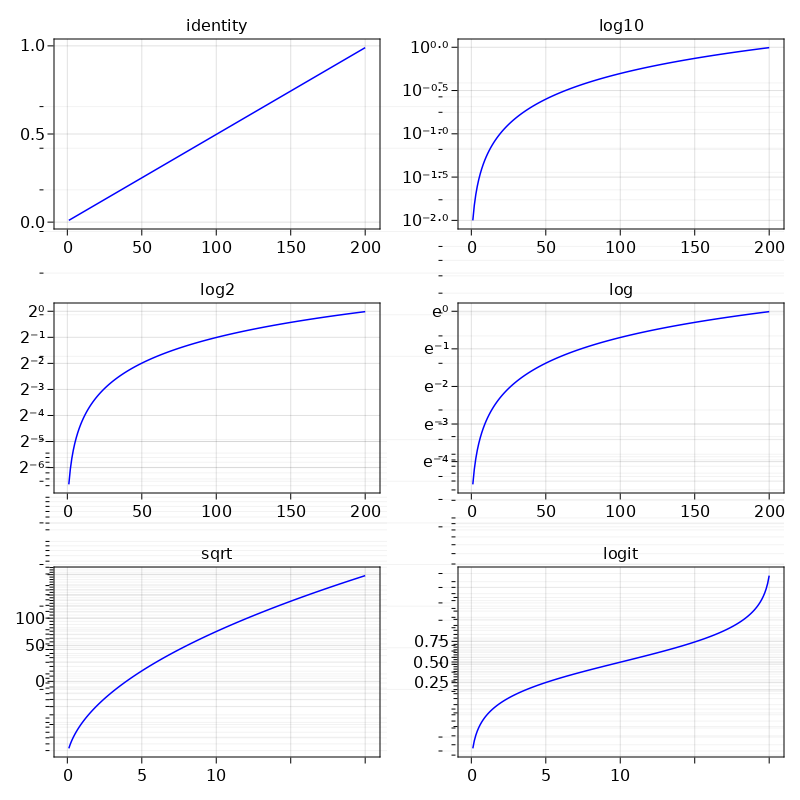 identity
1.0
0.5
0.0
0 50 100 150 200
log10
10⁰·⁰
10⁻⁰·⁵
10⁻¹·⁰
10⁻¹·⁵
10⁻²·⁰
0 50 100 150 200
log2
2⁰
2⁻¹
2⁻²
2⁻³
2⁻⁴
2⁻⁵
2⁻⁶
0 50 100 150 200
log
e⁰
e⁻¹
e⁻²
e⁻³
e⁻⁴
0 50 100 150 200
sqrt
100
50
0
0 5 10
logit
0.75
0.50
0.25
0 5 10